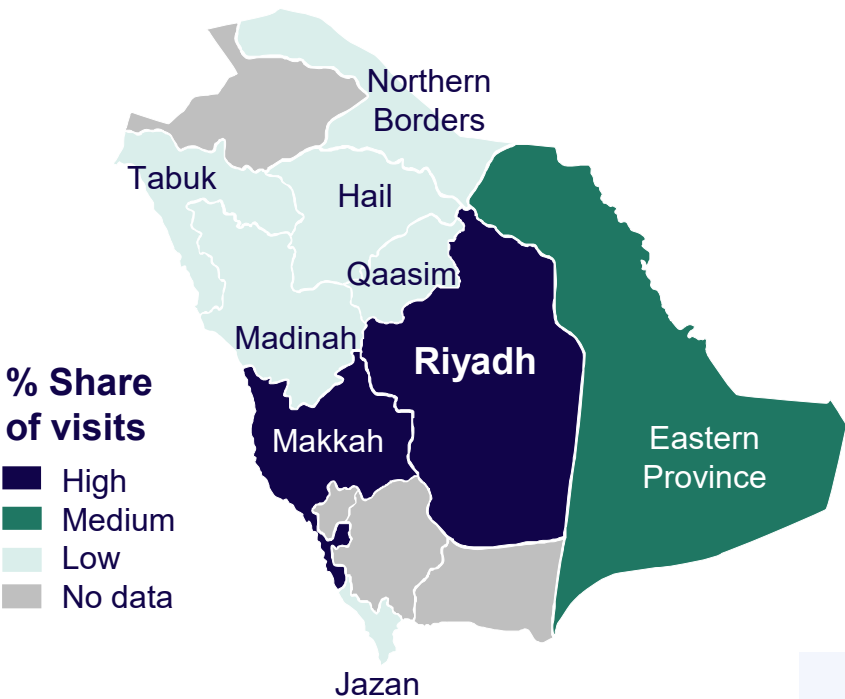 Northern
Borders
Tabuk
Hail
Qaasim
Madinah
Riyadh
% Share
of visits
Makkah
Eastern
Province
High
Medium
Low
No data
Jazan